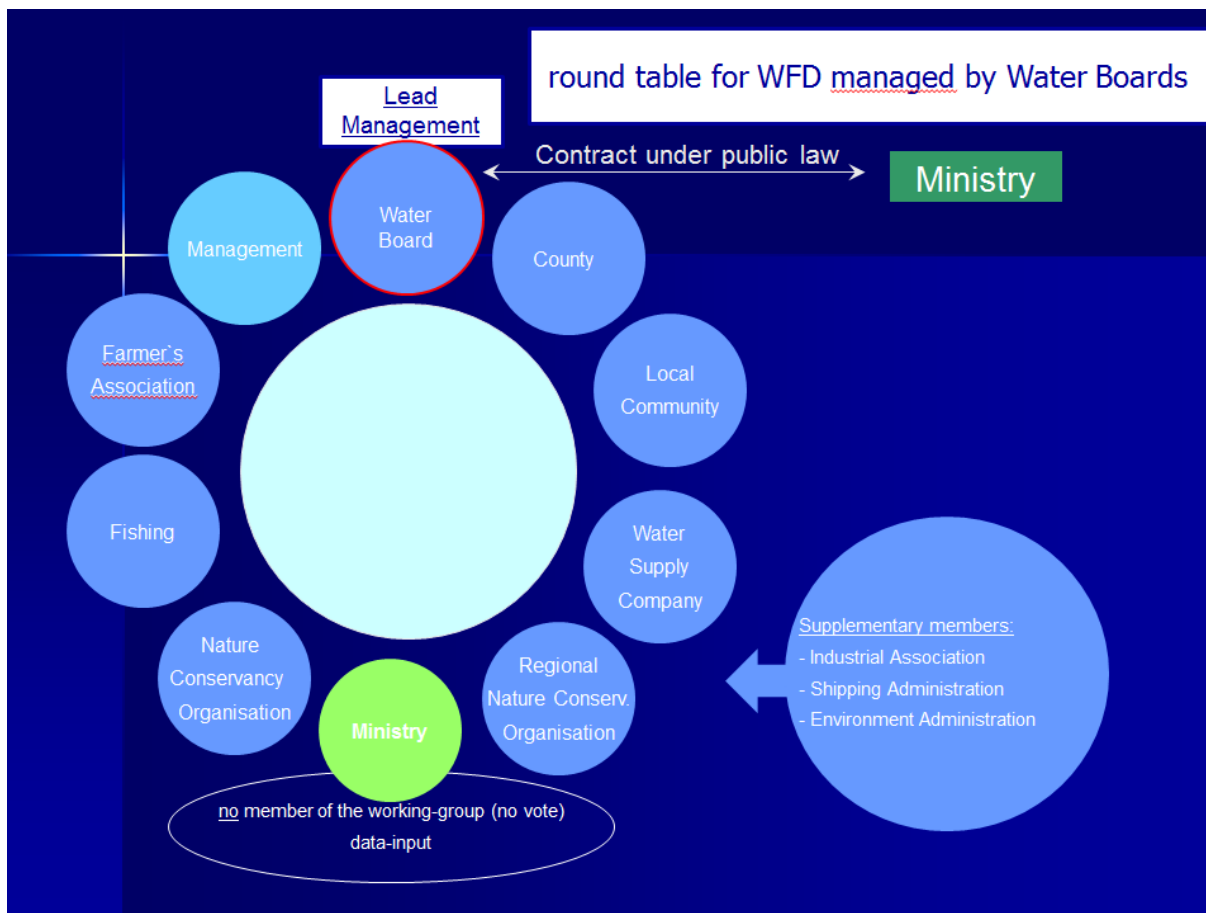 round table for WFD managed by Water Boards
Lead
Management
Contract under public law
Ministry
Water
Board
Management
County
Farmer`s
Association
Local
Community
Fishing
Water
Supply
Company
Nature
Conservancy
Organisation
Regional
Nature Conserv.
Organisation
Ministry
Supplementary members:
- Industrial Association
- Shipping Administration
- Environment Administration
no member of the working-group (no vote)
data-input